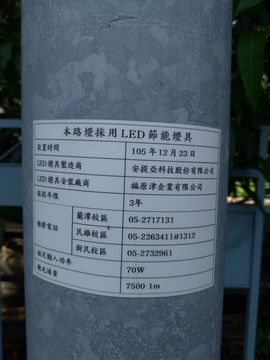 本路燈採用LED節能燈具
設置時間 105年12月23日
LED燈具製造商 安提亞科技股份有限公司
LED燈具安裝廠商 福原津企業有限公司
保固年限 3年
維修電話
蘭潭校區 05-2717131
民雄校區 05-2263411#1312
新民校區 05-2732961
額定輸入功率 70W
總光通量 7500 lm